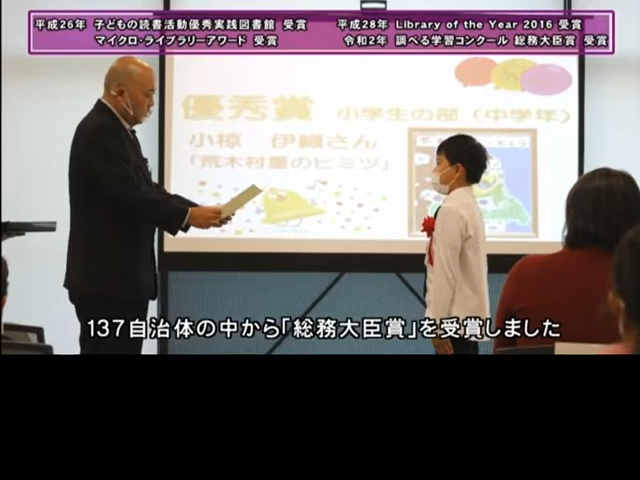 平成26年 子どもの読書活動優秀実践図書館 受賞 平成28年 Library of the Year 2016 受賞
マイクロ・ライブラリーアワード 受賞 令和2年 調べる学習コンクール 総務大臣賞 受賞
優秀賞 小学生の部（中学年）
小椋 伊織さん
「荒木村重のヒミツ」
137自治体の中から「総務大臣賞」を受賞しました